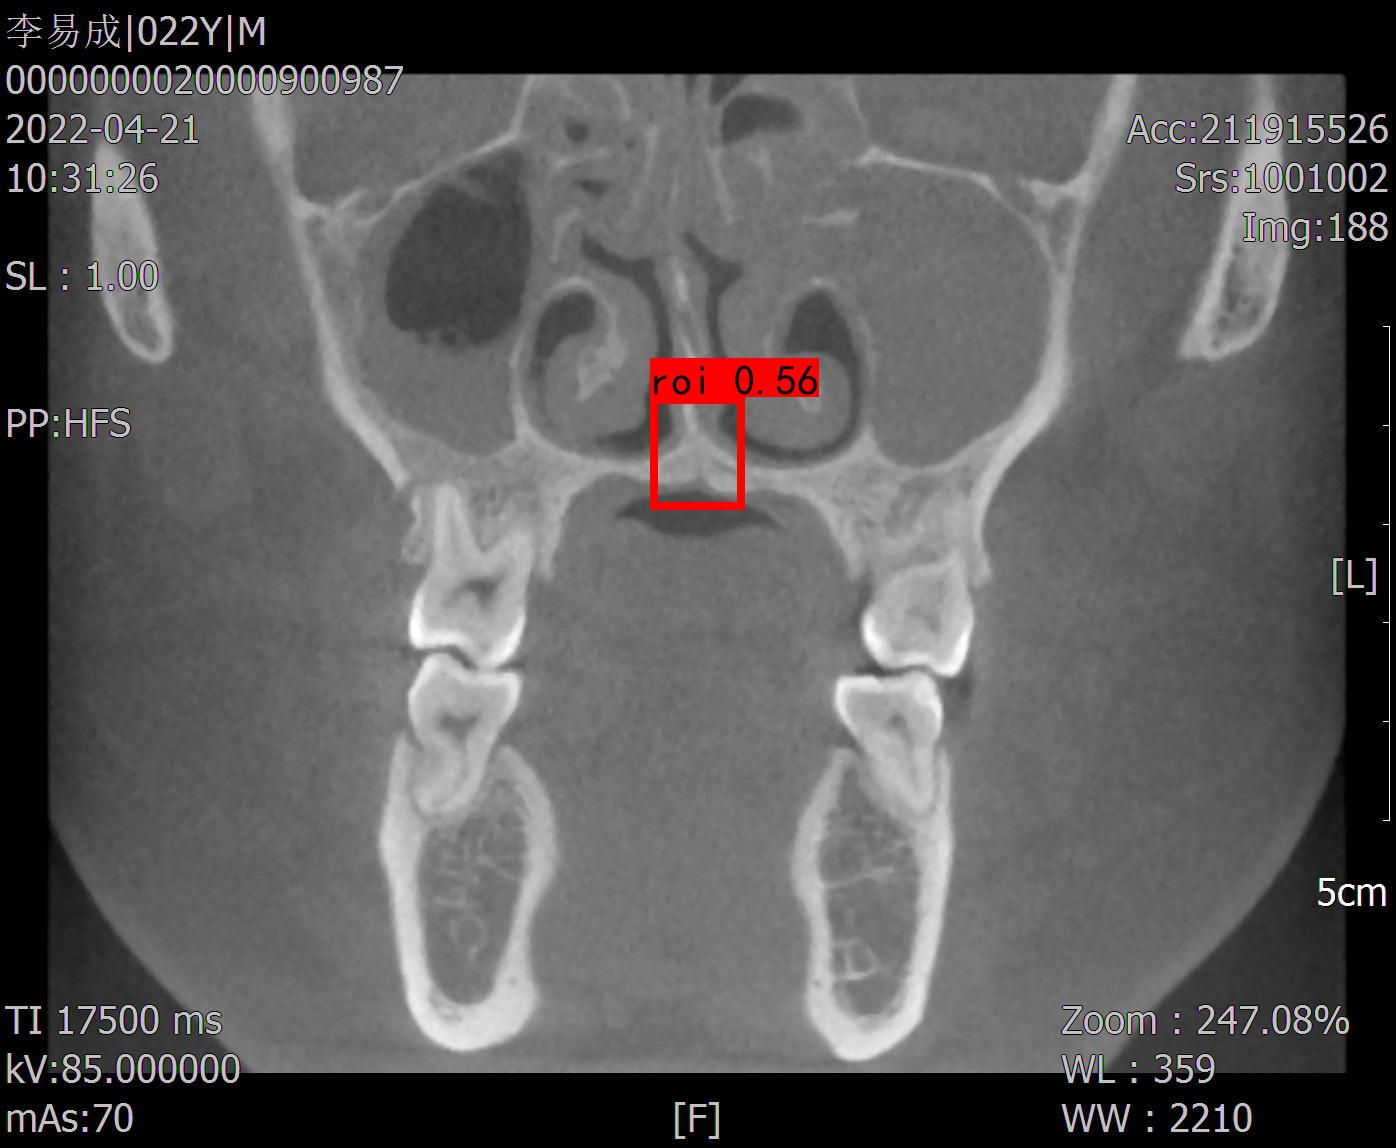 李易成|022Y|M
0000000020000900987
2022-04-21
10:31:26
SL : 1.00
PP:HFS
Acc:211915526
Srs:1001002
Img:188
roi 0.56
[L]
5cm
TI 17500 ms
kV:85.000000
mAs:70
[F]
Zoom : 247.08%
WL : 359
WW : 2210